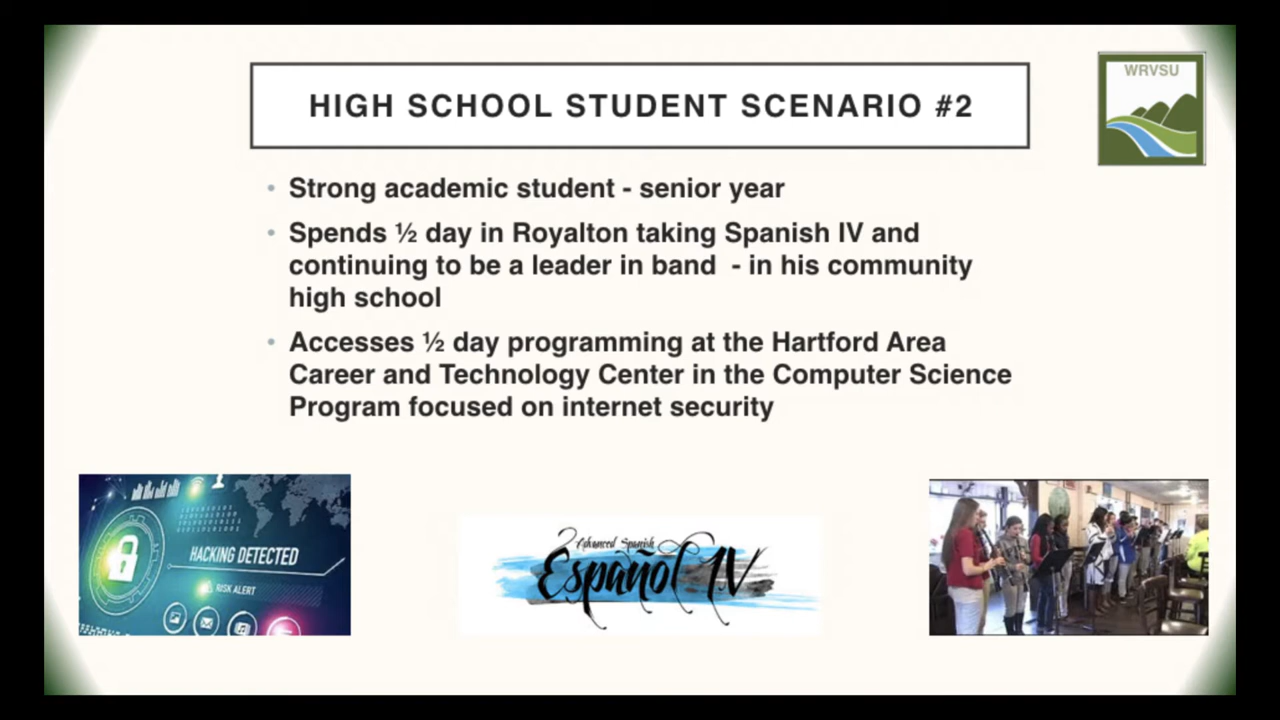 WRVSU
HIGH SCHOOL STUDENT SCENARIO #2
• Strong academic student - senior year
• Spends ½ day in Royalton taking Spanish IV and
continuing to be a leader in band - in his community
high school
• Accesses ½ day programming at the Hartford Area
Career and Technology Center in the Computer Science
Program focused on internet security
HACKING DETECTED
RISK ALERT
Advanced Spanish
Español IV